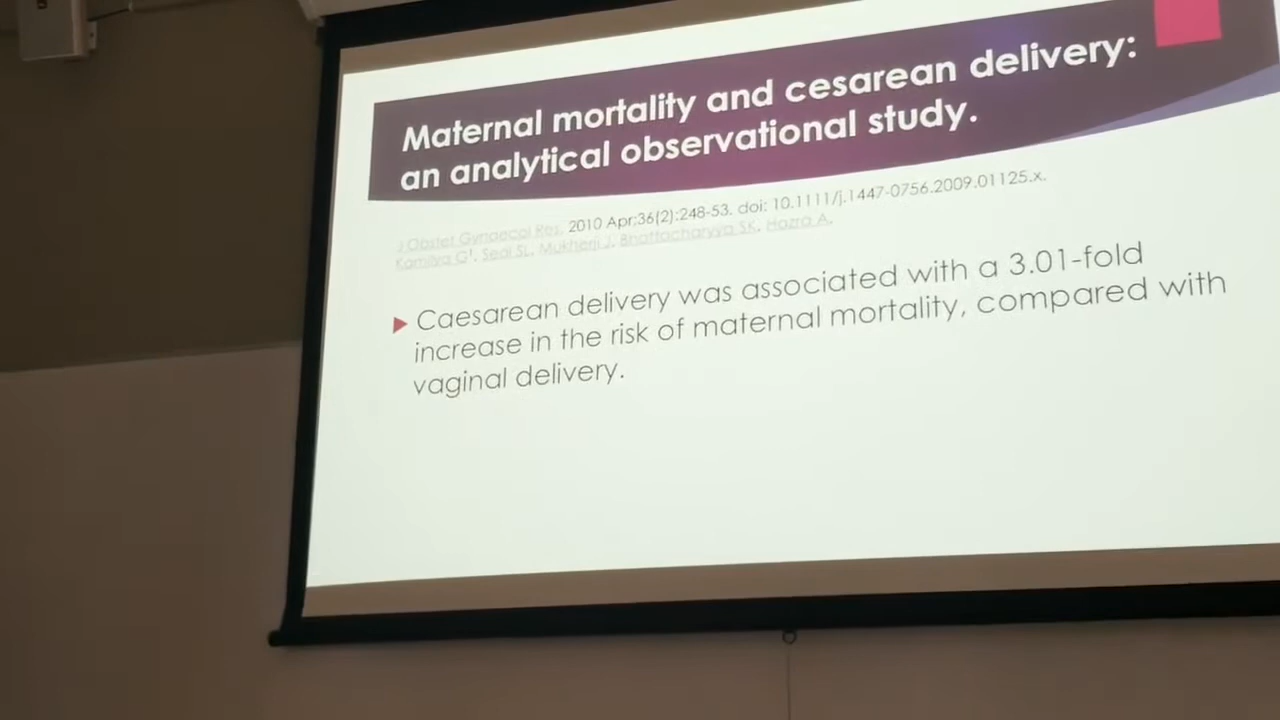 Maternal mortality and cesarean delivery:
an analytical observational study.
J Obstet Gynaecol Res. 2010 Apr;36(2):248-53. doi: 10.1111/j.1447-0756.2009.01125.x.
Kamilya G¹, Seal SL, Mukherji J, Bhattacharyya SK, Hazra A.
Caesarean delivery was associated with a 3.01-fold
increase in the risk of maternal mortality, compared with
vaginal delivery.